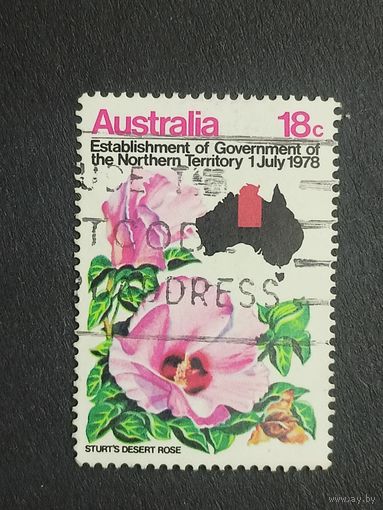 Australia 18c
Establishment of Government of
the Northern Territory 1 July 1978
ADDRESS
STURT'S DESERT ROSE
www.ay.by